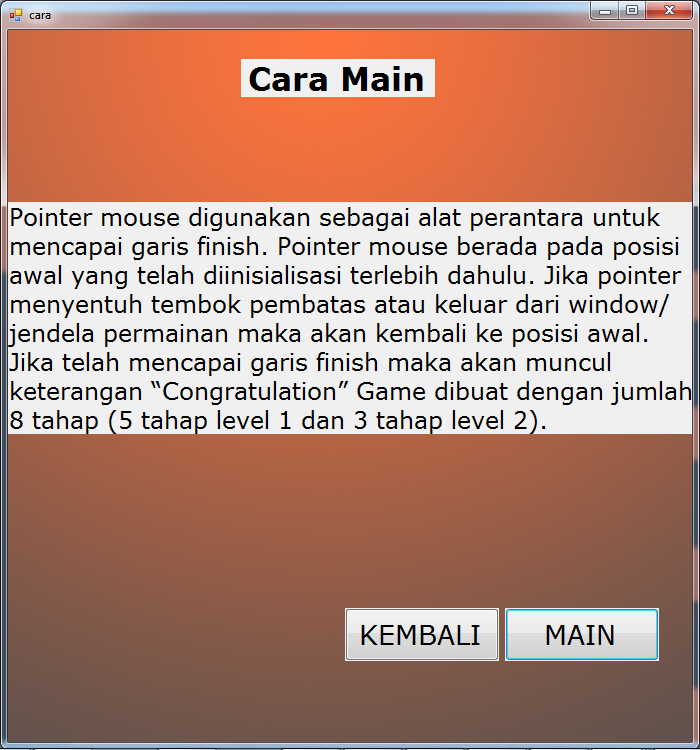 cara
Cara Main
Pointer mouse digunakan sebagai alat perantara untuk
mencapai garis finish. Pointer mouse berada pada posisi
awal yang telah diinisialisasi terlebih dahulu. Jika pointer
menyentuh tembok pembatas atau keluar dari window/
jendela permainan maka akan kembali ke posisi awal.
Jika telah mencapai garis finish maka akan muncul
keterangan “Congratulation” Game dibuat dengan jumlah
8 tahap (5 tahap level 1 dan 3 tahap level 2).
KEMBALI MAIN